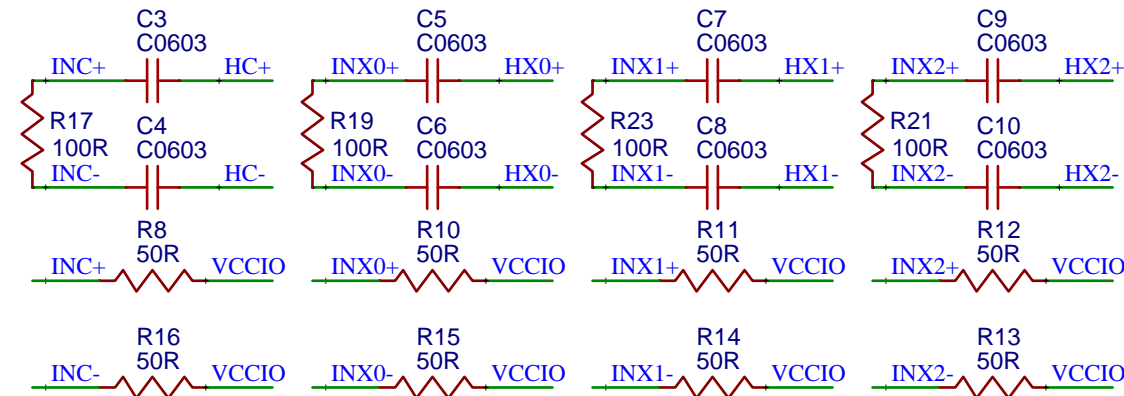 C3 C5 C7 C9
C0603 C0603 C0603 C0603
INC+ HC+ INX0+ HX0+ INX1+ HX1+ INX2+ HX2+
R17 C4 R19 C6 R23 C8 R21 C10
100R C0603 100R C0603 100R C0603 100R C0603
INC- HC- INX0- HX0- INX1- HX1- INX2- HX2-
R8 R10 R11 R12
50R 50R 50R 50R
INC+ VCCIO INX0+ VCCIO INX1+ VCCIO INX2+ VCCIO
R16 R15 R14 R13
50R 50R 50R 50R
INC- VCCIO INX0- VCCIO INX1- VCCIO INX2- VCCIO